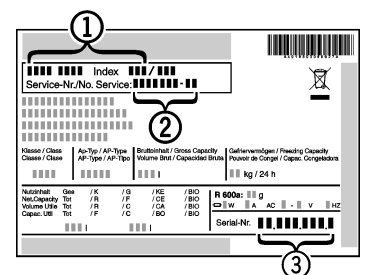 1
Index /
Service-Nr./No. Service: -
2
Klasse / Class
Classe / Clase
Ap-Typ / AP-Type
AP-Type / AP-Tipo
Bruttoinhalt / Gross Capacity
Volume Brut / Capacidad Bruta
Gefriervermögen / Freezing Capacity
Pouvoir de Congel / Capac. Congeladora
l
kg / 24 h
Nutzinhalt Ges / K / G / KE / BIO
Net.Capacity Tot / R / F / CE / BIO
Volume Utile Tot / R / C / CA / BIO
Capac. Util Tot / F / C / BO / BIO
l l
R 600a: g
W A AC - V HZ
Serial-Nr. . . .
3